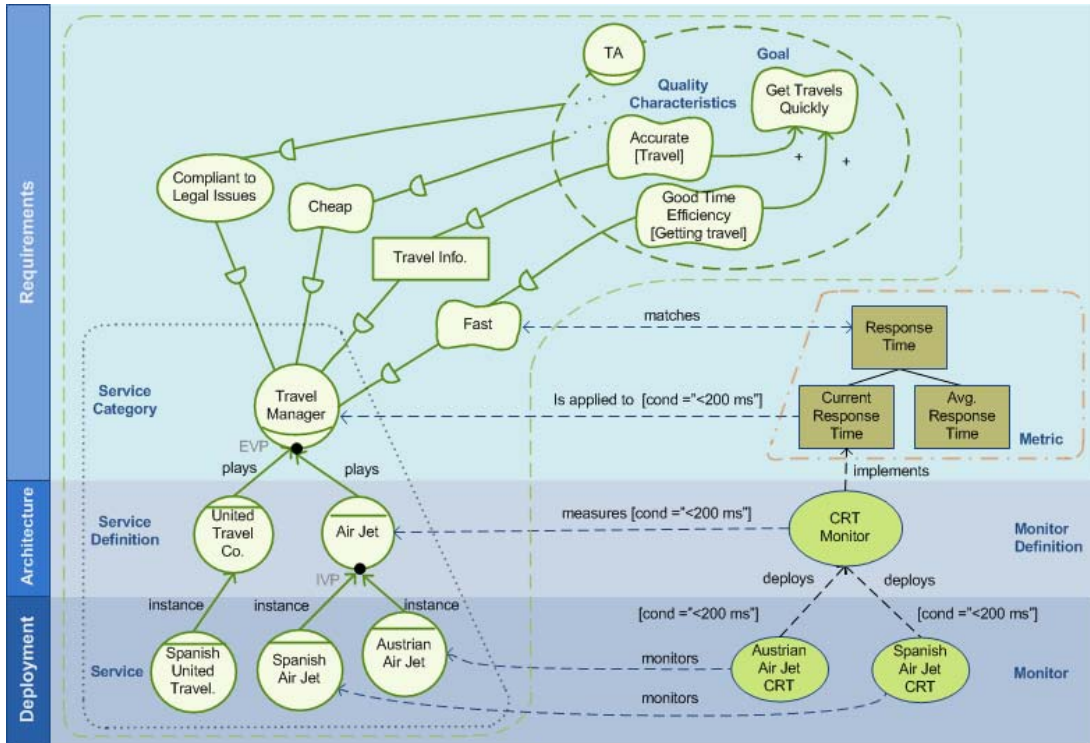 Requirements
Architecture
Deployment
TA
Goal
Quality
Characteristics
Get Travels
Quickly
Accurate
[Travel]
+
+
Compliant to
Legal Issues
Cheap
Good Time
Efficiency
[Getting travel]
Travel Info.
Fast
matches
Response
Time
Service
Category
Travel
Manager
Is applied to [cond ="<200 ms"]
Current
Response
Time
Avg.
Response
Time
Metric
EVP
plays
plays
implements
Service
Definition
United
Travel
Co.
Air Jet
measures [cond ="<200 ms"]
CRT
Monitor
Monitor
Definition
IVP
deploys
deploys
instance
instance
instance
[cond ="<200 ms"]
[cond ="<200 ms"]
Service
Spanish
United
Travel.
Spanish
Air Jet
Austrian
Air Jet
monitors
monitors
Austrian
Air Jet
CRT
Spanish
Air Jet
CRT
Monitor